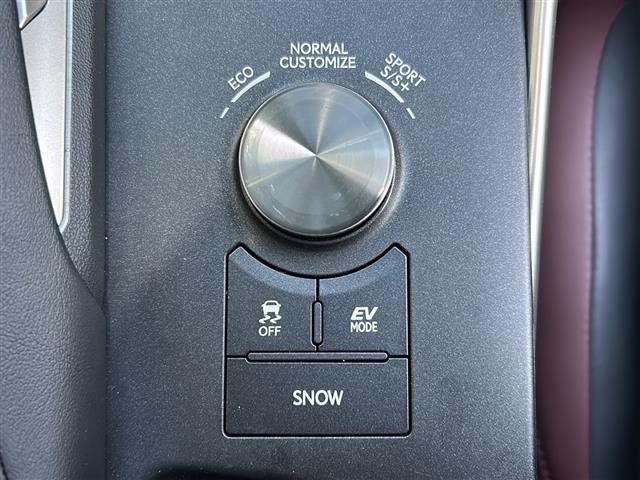 NORMAL
CUSTOMIZE
ECO
SPORT
S/S+
OFF
EV
MODE
SNOW